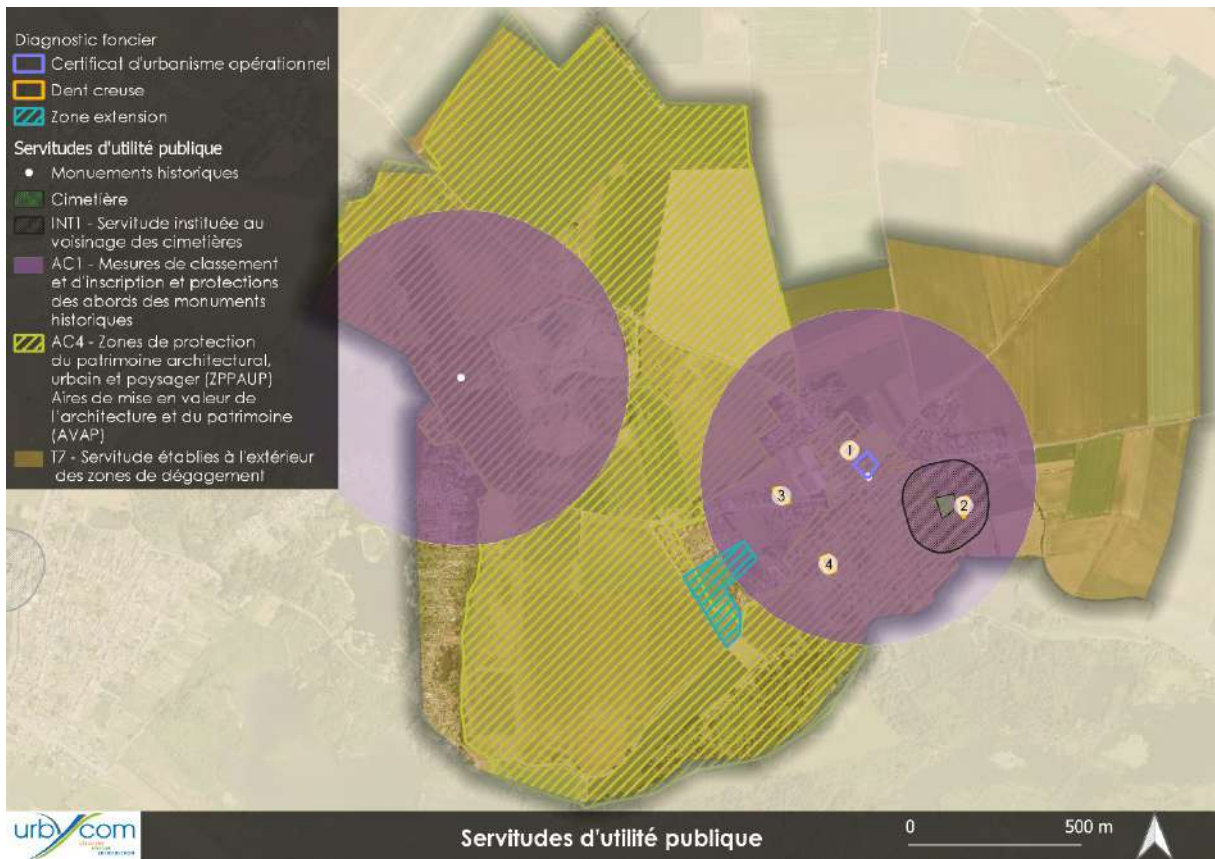 Diagnostic foncier
Certificat d'urbanisme opérationnel
Dent creuse
Zone extension
Servitudes d'utilité publique
Monuements historiques
Cimetière
INT1 - Servitude instituée au
voisinage des cimetières
AC1 - Mesures de classement
et d'inscription et protections
des abords des monuments
historiques
AC4 - Zones de protection
du patrimoine architectural,
urbain et paysager (ZPPAUP)
Aires de mise en valeur de
l'architecture et du patrimoine
(AVAP)
T7 - Servitude établies à l'extérieur
des zones de dégagement
1
2
3
4
urbycom
Servitudes d'utilité publique
0 500 m